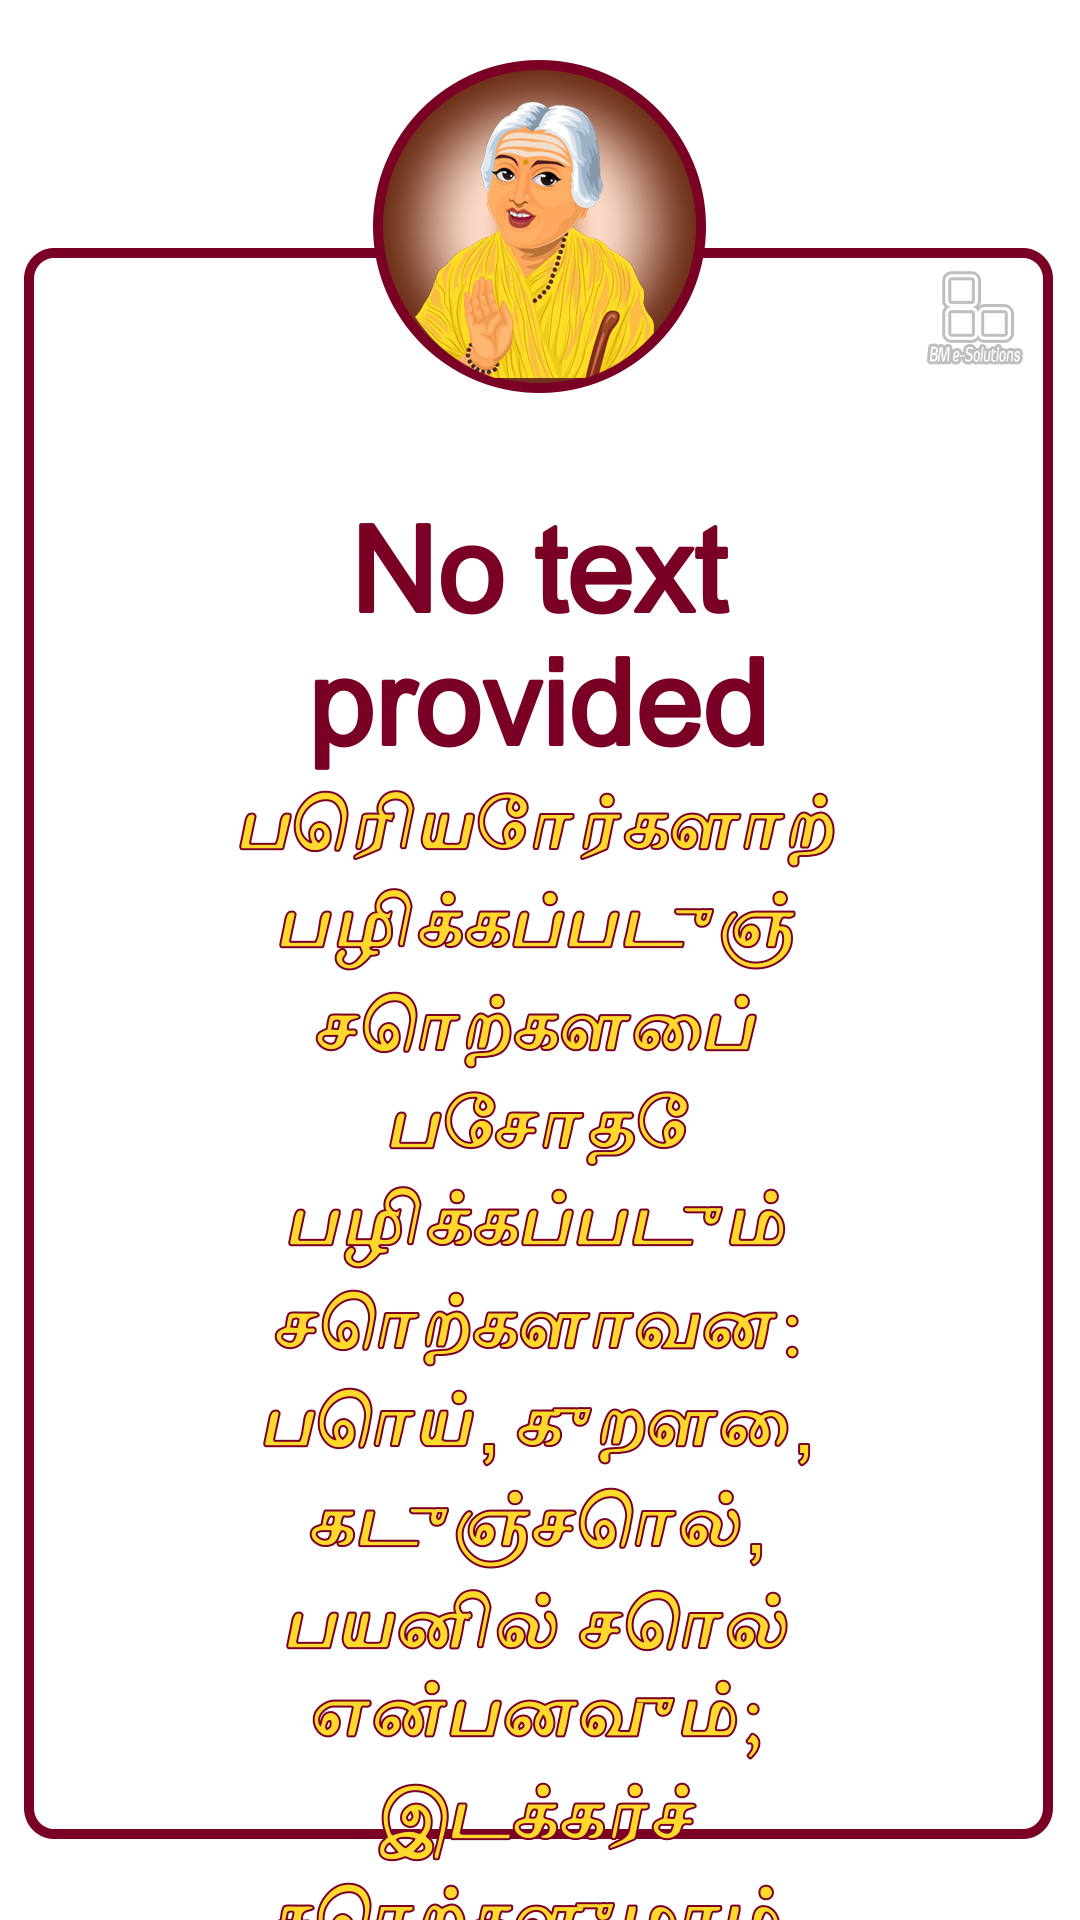 BM e-Solutions
No text
provided
பெரியோர்களாற்
பழிக்கப்படுஞ்
சொற்களைப்
பேசாதே
பழிக்கப்படும்
சொற்களாவன:
பொய், குறளை,
கடுஞ்சொல்,
பயனில் சொல்
என்பனவும்;
இடக்கர்ச்
சொற்களுமாம்